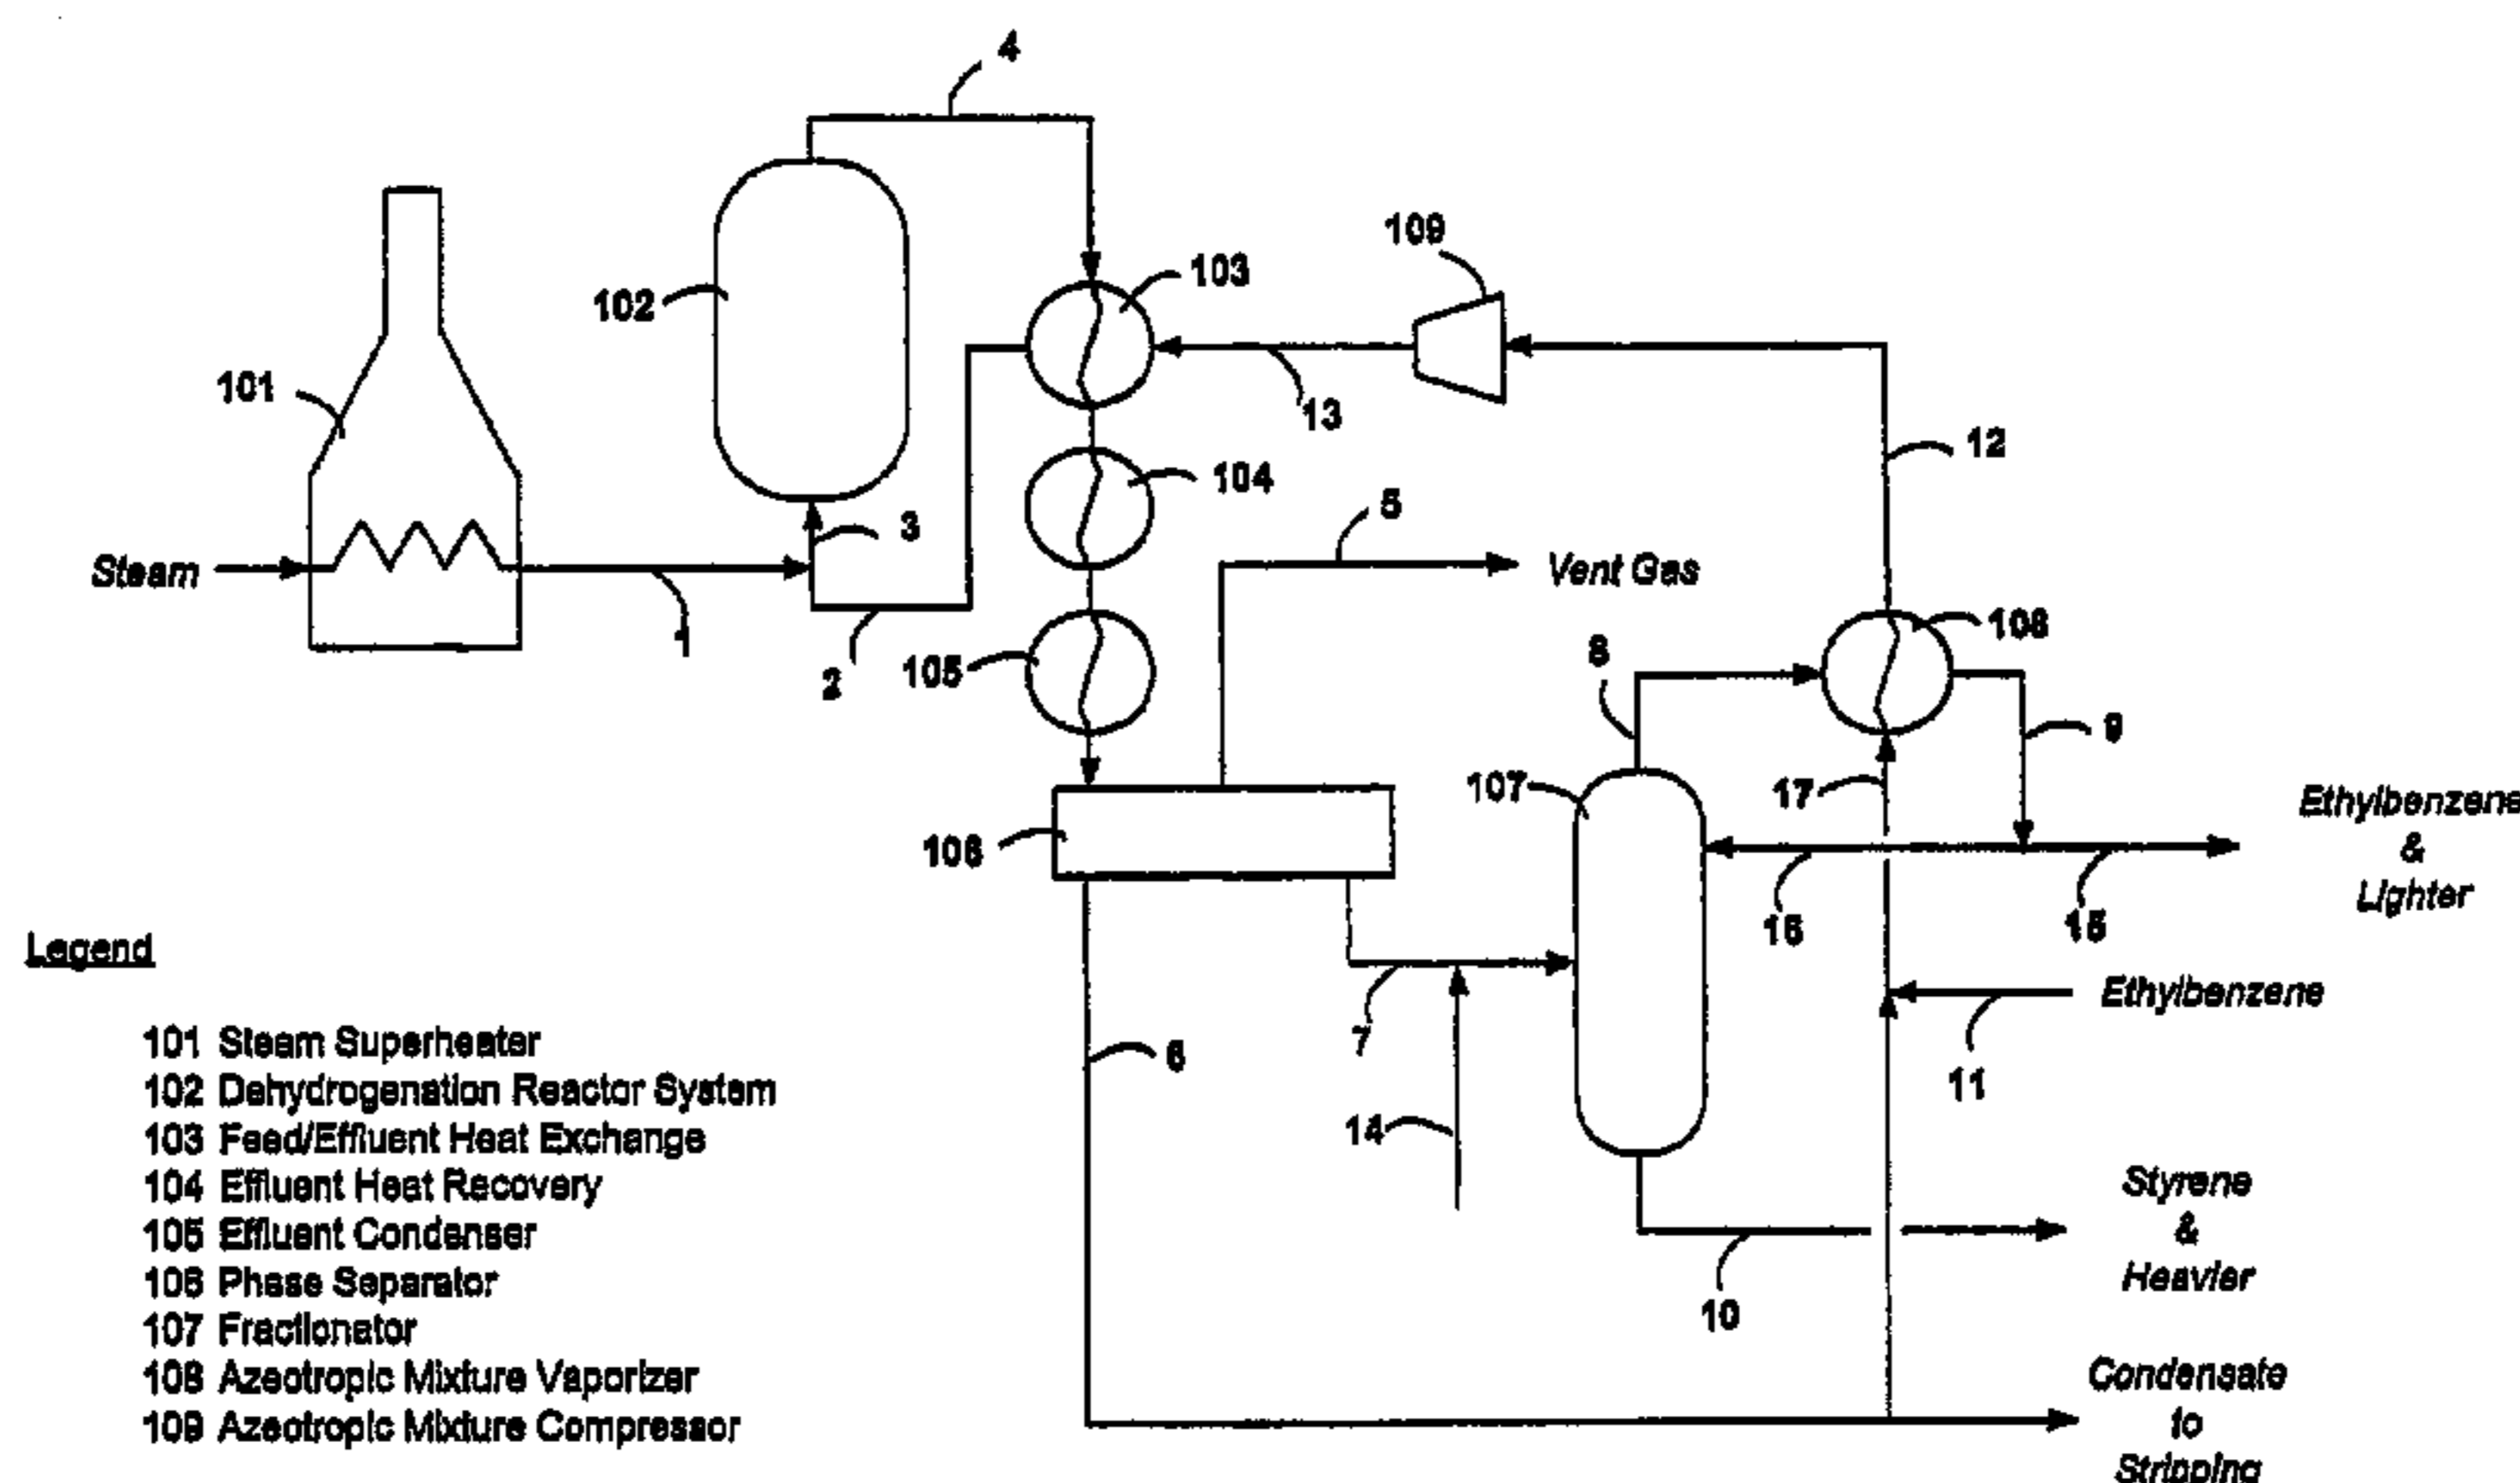 4
109
103
102
101
13
12
104
5
3
Steam
Vent Gas
1
2
105
8
108
9
107
17
106
Ethylbenzene
&
Lighter
16
15
Legend
Ethylbenzene
7
6
11
14
101 Steam Superheater
102 Dehydrogenation Reactor System
103 Feed/Effluent Heat Exchange
104 Effluent Heat Recovery
105 Effluent Condenser
106 Phase Separator
107 Fractionator
108 Azeotropic Mixture Vaporizer
109 Azeotropic Mixture Compressor
Styrene
&
Heavier
10
Condensate
to
Stripping